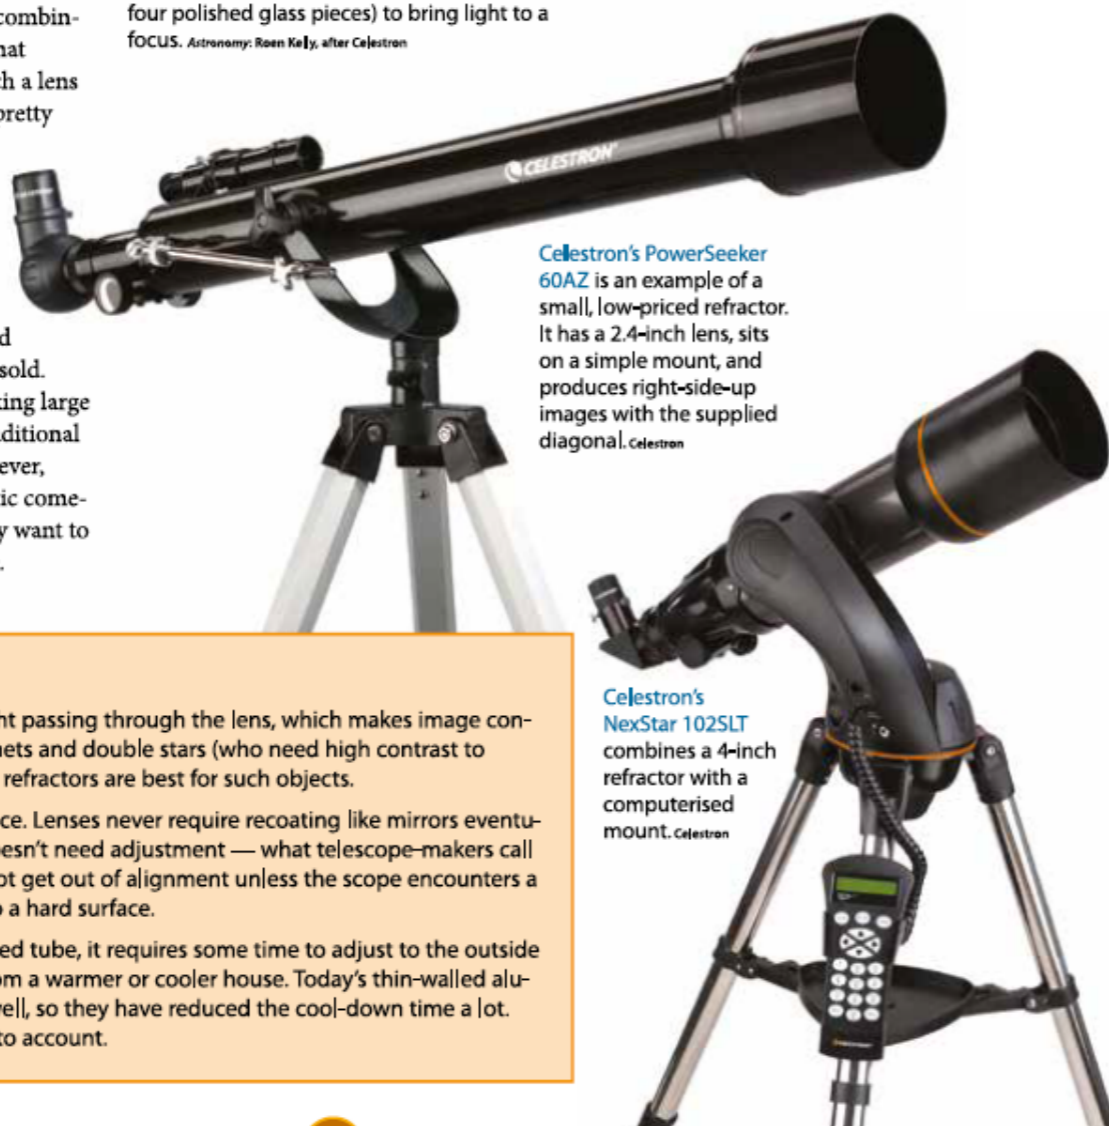 four polished glass pieces) to bring light to a
focus. Astronomy: Roen Kelly, after Celestron
combin-
hat
ch a lens
pretty
d
sold.
king large
ditional
ever,
tic come-
y want to
.
CELESTRON
Celestron's PowerSeeker
60AZ is an example of a
small, low-priced refractor.
It has a 2.4-inch lens, sits
on a simple mount, and
produces right-side-up
images with the supplied
diagonal. Celestron
Celestron's
NexStar 102SLT
combines a 4-inch
refractor with a
computerised
mount. Celestron
ht passing through the lens, which makes image con-
nets and double stars (who need high contrast to
refractors are best for such objects.
ce. Lenses never require recoating like mirrors eventu-
oesn't need adjustment — what telescope-makers call
ot get out of alignment unless the scope encounters a
o a hard surface.
ed tube, it requires some time to adjust to the outside
om a warmer or cooler house. Today's thin-walled alu-
vell, so they have reduced the cool-down time a lot.
to account.